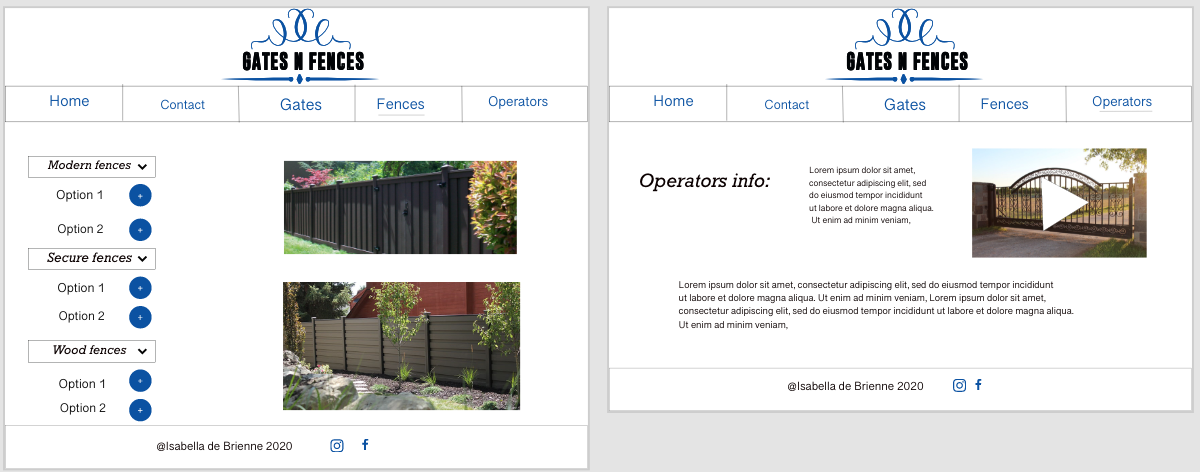 GATES N FENCES
Home Contact Gates Fences Operators
Modern fences
Option 1 +
Option 2 +
Secure fences
Option 1 +
Option 2 +
Wood fences
Option 1 +
Option 2 +
@Isabella de Brienne 2020
GATES N FENCES
Home Contact Gates Fences Operators
Operators info:
Lorem ipsum dolor sit amet,
consectetur adipiscing elit, sed
do eiusmod tempor incididunt
ut labore et dolore magna aliqua.
Ut enim ad minim veniam,
Lorem ipsum dolor sit amet, consectetur adipiscing elit, sed do eiusmod tempor incididunt
ut labore et dolore magna aliqua. Ut enim ad minim veniam, Lorem ipsum dolor sit amet,
consectetur adipiscing elit, sed do eiusmod tempor incididunt ut labore et dolore magna aliqua.
Ut enim ad minim veniam,
@Isabella de Brienne 2020